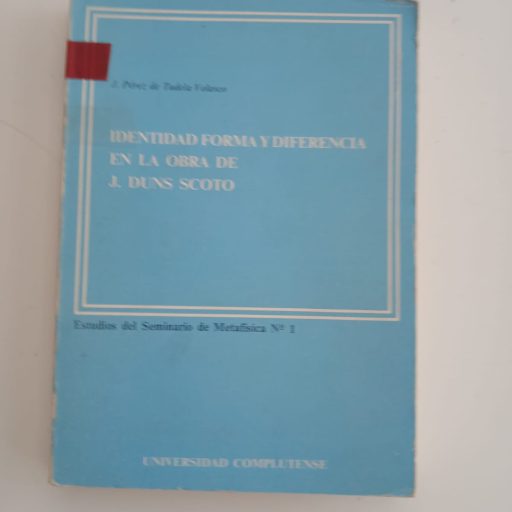 J. Pérez de Tudela Velasco
IDENTIDAD FORMA Y DIFERENCIA
EN LA OBRA DE
J. DUNS SCOTO
Estudios del Seminario de Metafísica Nº 1
UNIVERSIDAD COMPLUTENSE